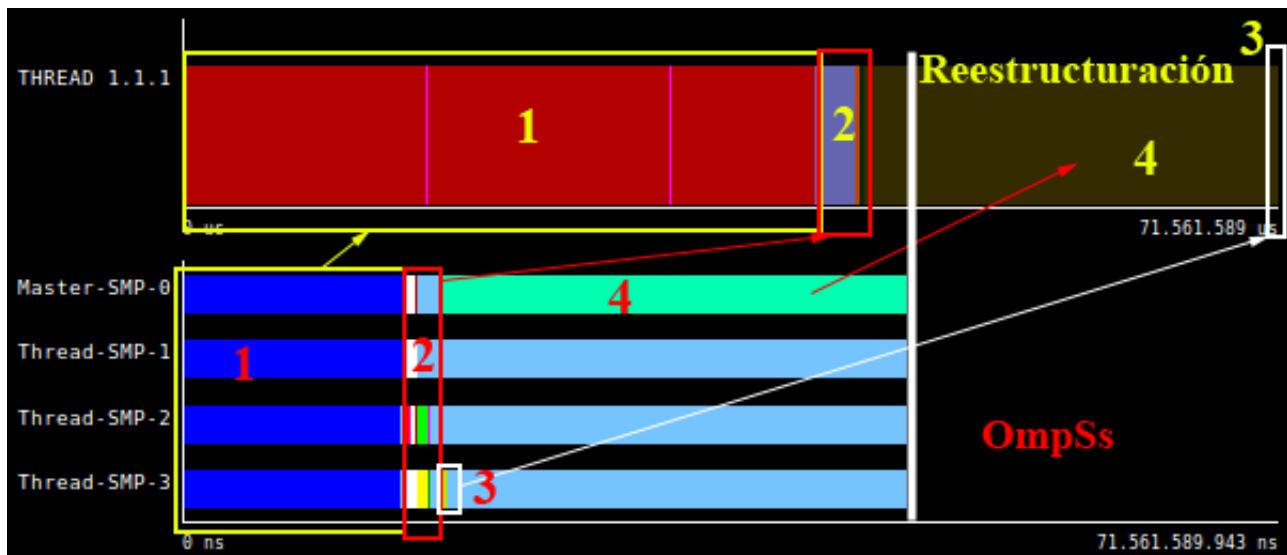 3
THREAD 1.1.1
Reestructuración
1
2
4
0 us
71.561.589 us
Master-SMP-0
4
Thread-SMP-1
1
2
Thread-SMP-2
OmpSs
Thread-SMP-3
3
0 ns
71.561.589.943 ns